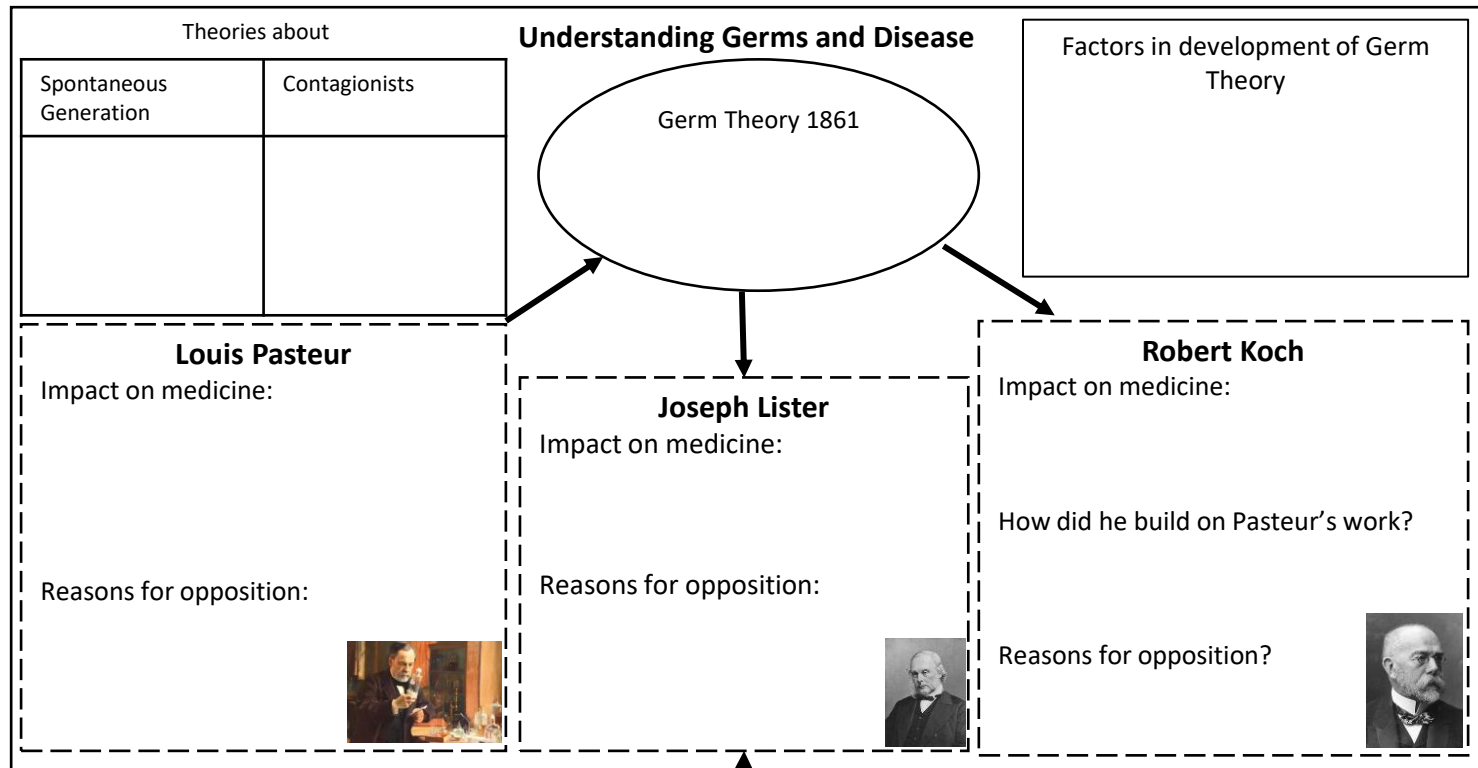 Theories about
Spontaneous
Generation
Contagionists
Understanding Germs and Disease
Germ Theory 1861
Factors in development of Germ
Theory
Louis Pasteur
Impact on medicine:
Reasons for opposition:
Joseph Lister
Impact on medicine:
Reasons for opposition:
Robert Koch
Impact on medicine:
How did he build on Pasteur’s work?
Reasons for opposition?